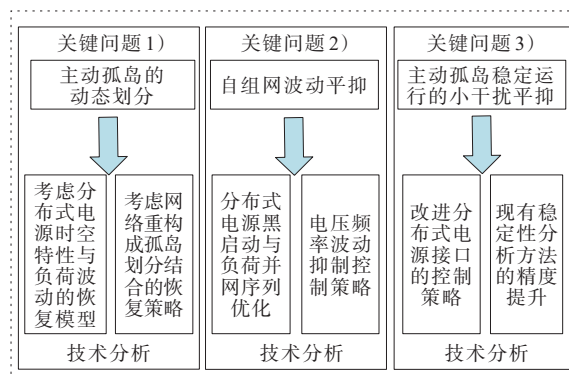 关键问题1）
主动孤岛的
动态划分
考虑分
布式电
源时空
特性与
负荷波
动的恢
复模型
考虑网
络重构
成孤岛
划分结
合的恢
复策略
技术分析
关键问题2）
自组网波动平抑
分布式
电源黑
启动与
负荷并
网序列
优化
电压频
率波动
抑制控
制策略
技术分析
关键问题3）
主动孤岛稳定运
行的小干扰平抑
改进分
布式电
源接口
的控制
策略
现有稳
定性分
析方法
的精度
提升
技术分析